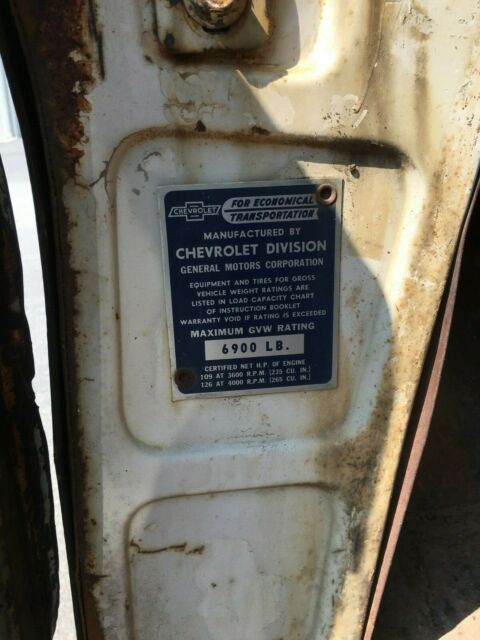 CHEVROLET
FOR ECONOMICAL
TRANSPORTATION
MANUFACTURED BY
CHEVROLET DIVISION
GENERAL MOTORS CORPORATION
EQUIPMENT AND TIRES FOR GROSS
VEHICLE WEIGHT RATINGS ARE
LISTED IN LOAD CAPACITY CHART
OF INSTRUCTION BOOKLET
WARRANTY VOID IF RATING IS EXCEEDED
MAXIMUM GVW RATING
6900 LB.
CERTIFIED NET H.P. OF ENGINE
109 AT 3600 R.P.M. (235 CU. IN.)
126 AT 4000 R.P.M. (265 CU. IN.)